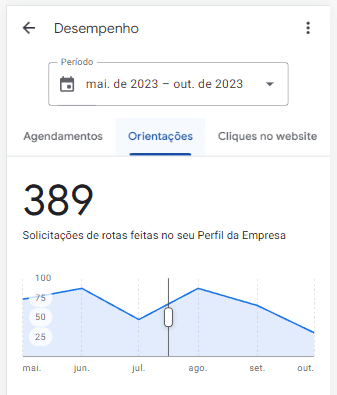 Desempenho
Período
mai. de 2023 – out. de 2023
Agendamentos
Orientações
Cliques no website
389
Solicitações de rotas feitas no seu Perfil da Empresa
100
75
50
25
mai.
jun.
jul.
ago.
set.
out.